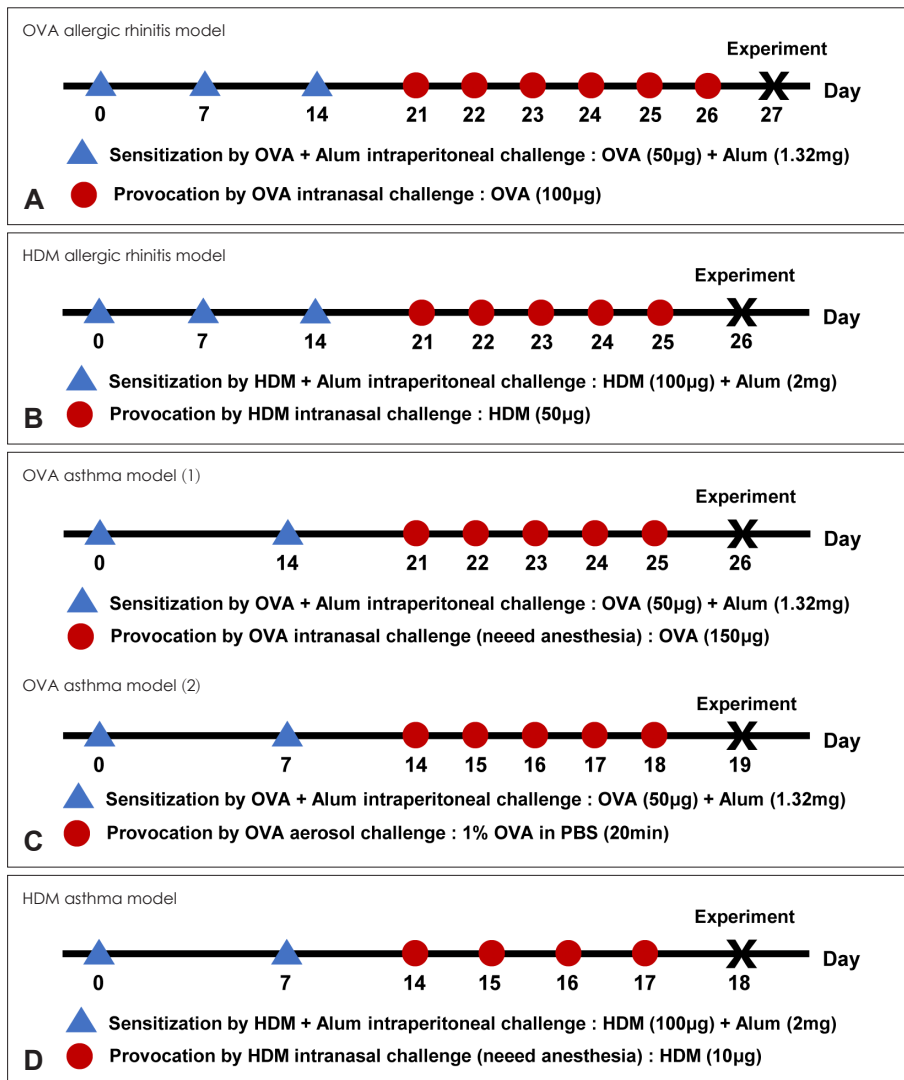 OVA allergic rhinitis model
Experiment
Day
0 7 14 21 22 23 24 25 26 27
Sensitization by OVA + Alum intraperitoneal challenge : OVA (50µg) + Alum (1.32mg)
A Provocation by OVA intranasal challenge : OVA (100µg)
HDM allergic rhinitis model
Experiment
Day
0 7 14 21 22 23 24 25 26
Sensitization by HDM + Alum intraperitoneal challenge : HDM (100µg) + Alum (2mg)
B Provocation by HDM intranasal challenge : HDM (50µg)
OVA asthma model (1)
Experiment
Day
0 14 21 22 23 24 25 26
Sensitization by OVA + Alum intraperitoneal challenge : OVA (50µg) + Alum (1.32mg)
Provocation by OVA intranasal challenge (neeed anesthesia) : OVA (150µg)
OVA asthma model (2)
Experiment
Day
0 7 14 15 16 17 18 19
Sensitization by OVA + Alum intraperitoneal challenge : OVA (50µg) + Alum (1.32mg)
C Provocation by OVA aerosol challenge : 1% OVA in PBS (20min)
HDM asthma model
Experiment
Day
0 7 14 15 16 17 18
Sensitization by HDM + Alum intraperitoneal challenge : HDM (100µg) + Alum (2mg)
D Provocation by HDM intranasal challenge (neeed anesthesia) : HDM (10µg)